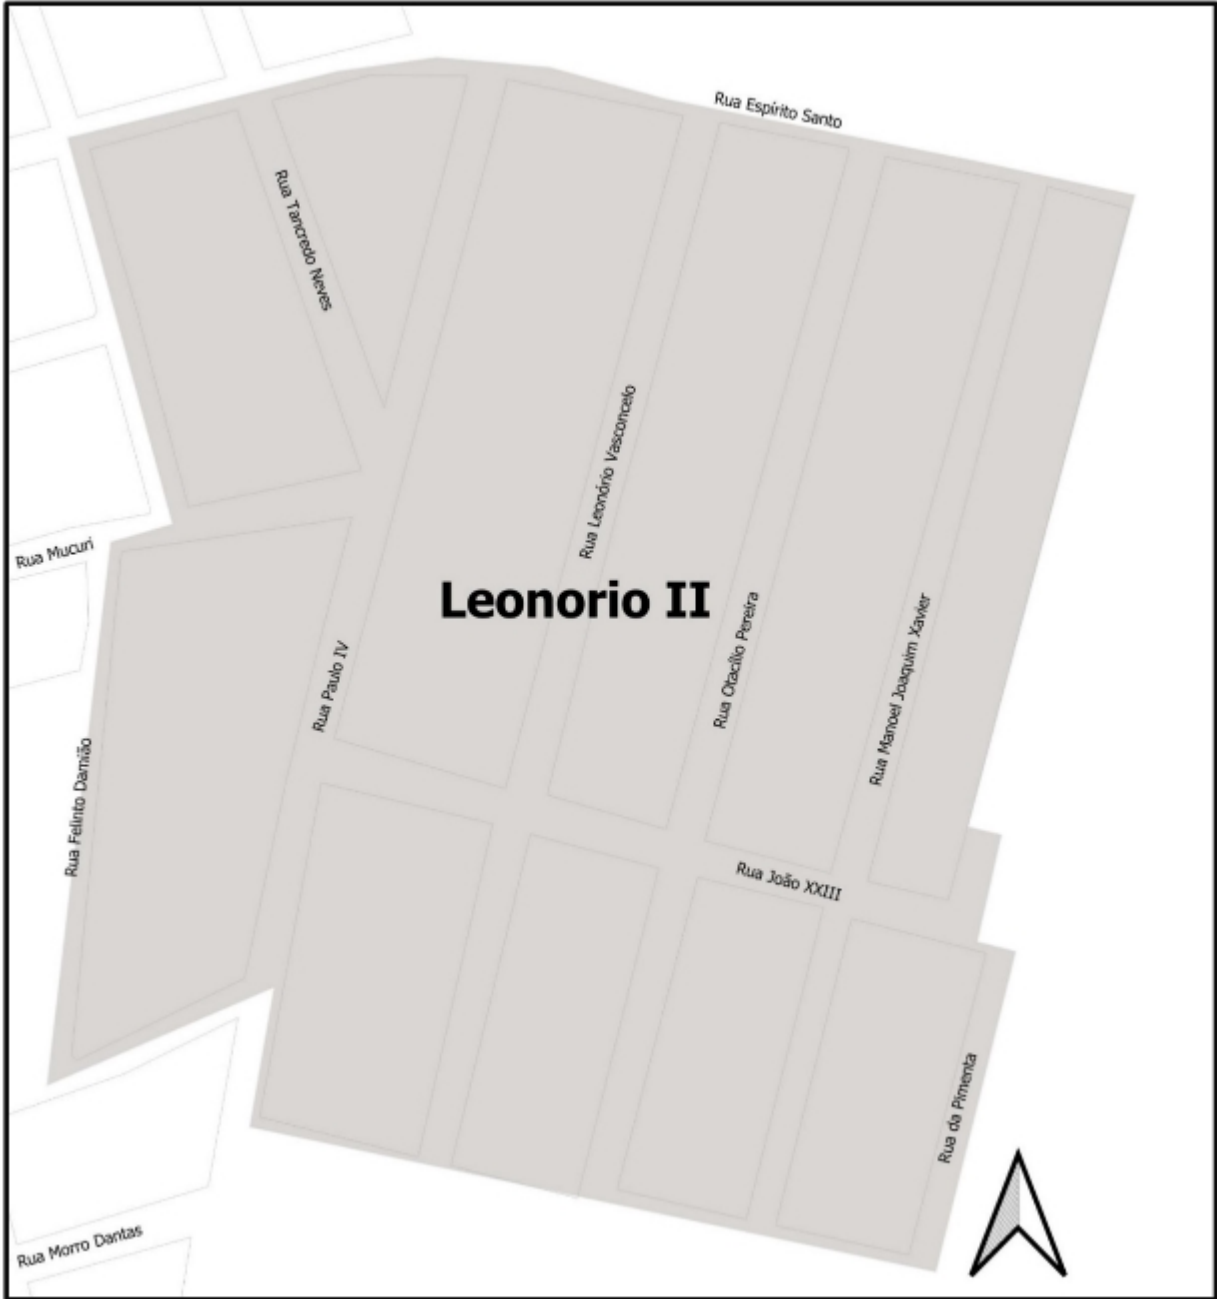 Rua Espírito Santo
Rua Tancredo Neves
Rua Leonório Vasconcelo
Rua Mucuri
Leonorio II
Rua Otacílio Pereira
Rua Manoel Joaquim Xavier
Rua Paulo IV
Rua Felinto Damião
Rua João XXIII
Rua da Pimenta
Rua Morro Dantas